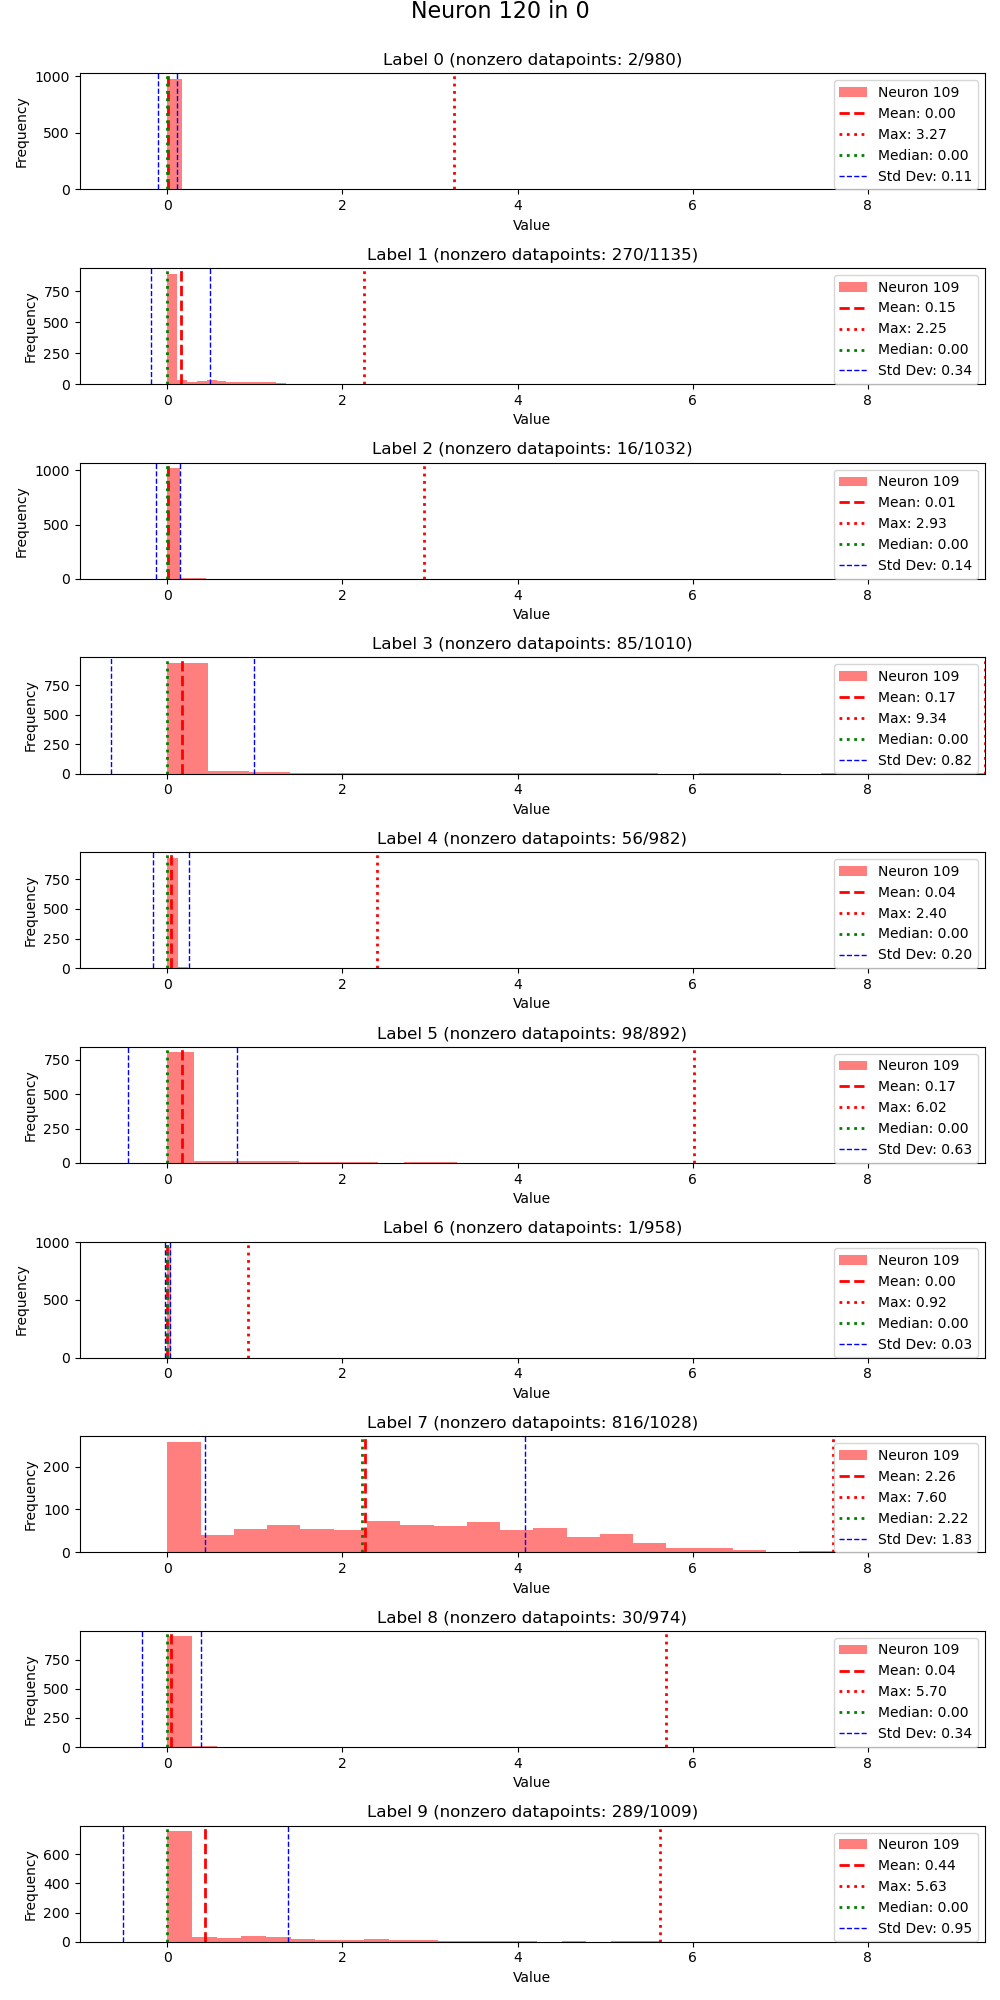 Neuron 120 in 0
Label 0 (nonzero datapoints: 2/980)
1000
500
0
Frequency
Neuron 109
Mean: 0.00
Max: 3.27
Median: 0.00
Std Dev: 0.11
0 2 4 6 8
Value
Label 1 (nonzero datapoints: 270/1135)
750
500
250
0
Frequency
Neuron 109
Mean: 0.15
Max: 2.25
Median: 0.00
Std Dev: 0.34
0 2 4 6 8
Value
Label 2 (nonzero datapoints: 16/1032)
1000
500
0
Frequency
Neuron 109
Mean: 0.01
Max: 2.93
Median: 0.00
Std Dev: 0.14
0 2 4 6 8
Value
Label 3 (nonzero datapoints: 85/1010)
750
500
250
0
Frequency
Neuron 109
Mean: 0.17
Max: 9.34
Median: 0.00
Std Dev: 0.82
0 2 4 6 8
Value
Label 4 (nonzero datapoints: 56/982)
750
500
250
0
Frequency
Neuron 109
Mean: 0.04
Max: 2.40
Median: 0.00
Std Dev: 0.20
0 2 4 6 8
Value
Label 5 (nonzero datapoints: 98/892)
750
500
250
0
Frequency
Neuron 109
Mean: 0.17
Max: 6.02
Median: 0.00
Std Dev: 0.63
0 2 4 6 8
Value
Label 6 (nonzero datapoints: 1/958)
1000
500
0
Frequency
Neuron 109
Mean: 0.00
Max: 0.92
Median: 0.00
Std Dev: 0.03
0 2 4 6 8
Value
Label 7 (nonzero datapoints: 816/1028)
200
100
0
Frequency
Neuron 109
Mean: 2.26
Max: 7.60
Median: 2.22
Std Dev: 1.83
0 2 4 6 8
Value
Label 8 (nonzero datapoints: 30/974)
750
500
250
0
Frequency
Neuron 109
Mean: 0.04
Max: 5.70
Median: 0.00
Std Dev: 0.34
0 2 4 6 8
Value
Label 9 (nonzero datapoints: 289/1009)
600
400
200
0
Frequency
Neuron 109
Mean: 0.44
Max: 5.63
Median: 0.00
Std Dev: 0.95
0 2 4 6 8
Value